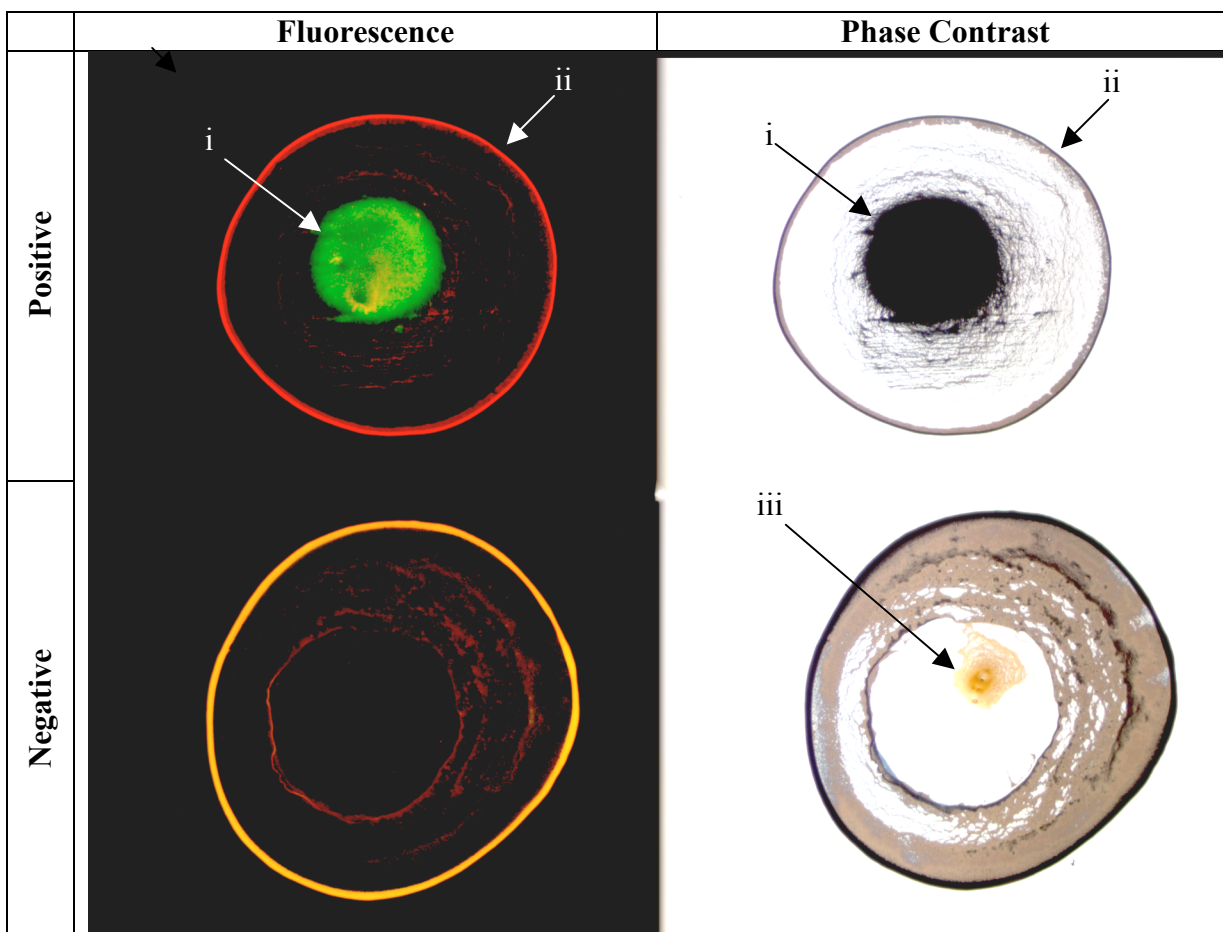 Fluorescence
Phase Contrast
Positive
i
ii
i
ii
Negative
iii